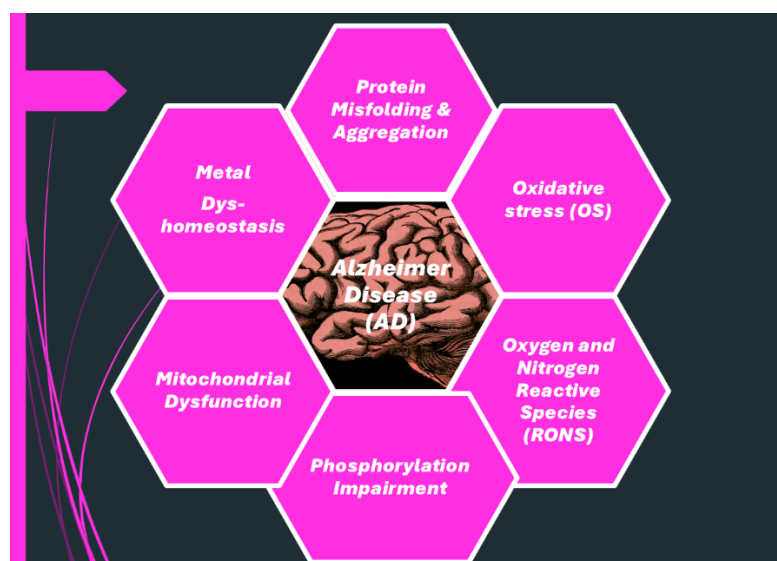 Protein
Misfolding &
Aggregation
Metal
Dys-
homeostasis
Oxidative
stress (OS)
Alzheimer
Disease
(AD)
Mitochondrial
Dysfunction
Oxygen and
Nitrogen
Reactive
Species
(RONS)
Phosphorylation
Impairment